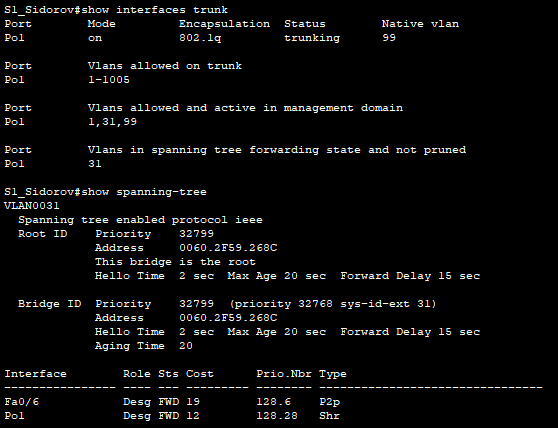 S1_Sidorov#show interfaces trunk
Port        Mode         Encapsulation  Status        Native vlan
Po1         on           802.1q         trunking      99

Port        Vlans allowed on trunk
Po1         1-1005

Port        Vlans allowed and active in management domain
Po1         1,31,99

Port        Vlans in spanning tree forwarding state and not pruned
Po1         31

S1_Sidorov#show spanning-tree
VLAN0031
  Spanning tree enabled protocol ieee
  Root ID    Priority    32799
             Address     0060.2F59.268C
             This bridge is the root
             Hello Time  2 sec  Max Age 20 sec  Forward Delay 15 sec

  Bridge ID  Priority    32799  (priority 32768 sys-id-ext 31)
             Address     0060.2F59.268C
             Hello Time  2 sec  Max Age 20 sec  Forward Delay 15 sec
             Aging Time  20

Interface        Role Sts Cost      Prio.Nbr Type
---------------- ---- --- --------- -------- --------------------------------
Fa0/6            Desg FWD 19        128.6    P2p
Po1              Desg FWD 12        128.28   Shr